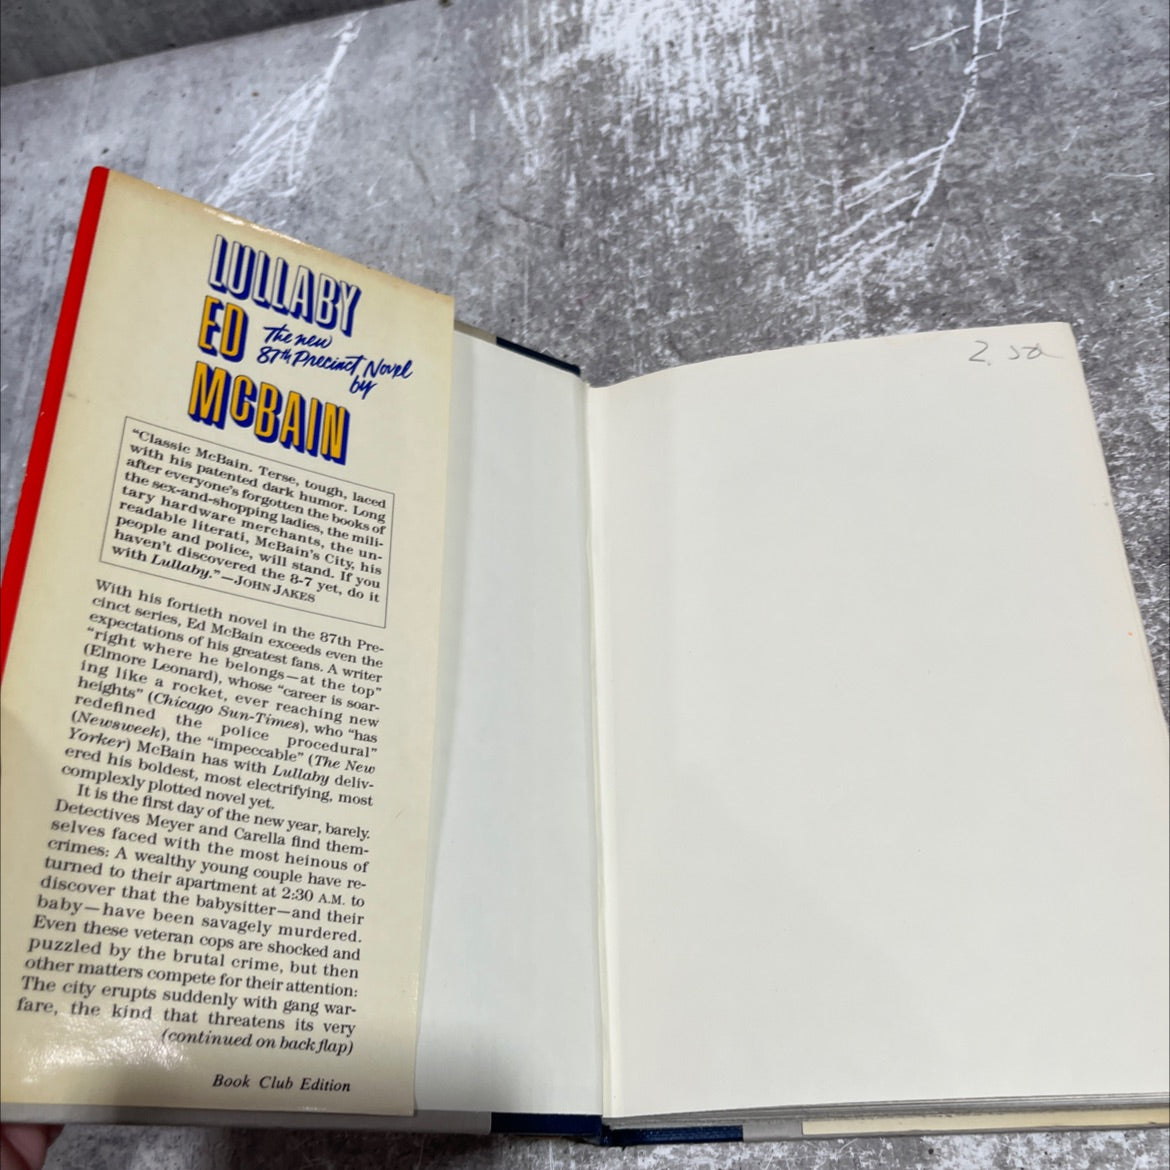 LULLABY
ED
The new
87th Precinct Novel
by
MCBAIN
"Classic McBain. Terse, tough, laced
with his patented dark humor. Long
after everyone's forgotten the books of
the sex-and-shopping ladies, the mili-
tary hardware merchants, the un-
readable literati, McBain's City, his
people and police, will stand. If you
haven't discovered the 8-7 yet, do it
with Lullaby."—JOHN JAKES
With his fortieth novel in the 87th Pre-
cinct series, Ed McBain exceeds even the
expectations of his greatest fans. A writer
"right where he belongs—at the top"
(Elmore Leonard), whose "career is soar-
ing like a rocket, ever reaching new
heights" (Chicago Sun-Times), who "has
redefined the police procedural"
(Newsweek), the "impeccable" (The New
Yorker) McBain has with Lullaby deliv-
ered his boldest, most electrifying, most
complexly plotted novel yet.
It is the first day of the new year, barely.
Detectives Meyer and Carella find them-
selves faced with the most heinous of
crimes: A wealthy young couple have re-
turned to their apartment at 2:30 A.M. to
discover that the babysitter—and their
baby—have been savagely murdered.
Even these veteran cops are shocked and
puzzled by the brutal crime, but then
other matters compete for their attention:
The city erupts suddenly with gang war-
fare, the kind that threatens its very
(continued on back flap)
Book Club Edition